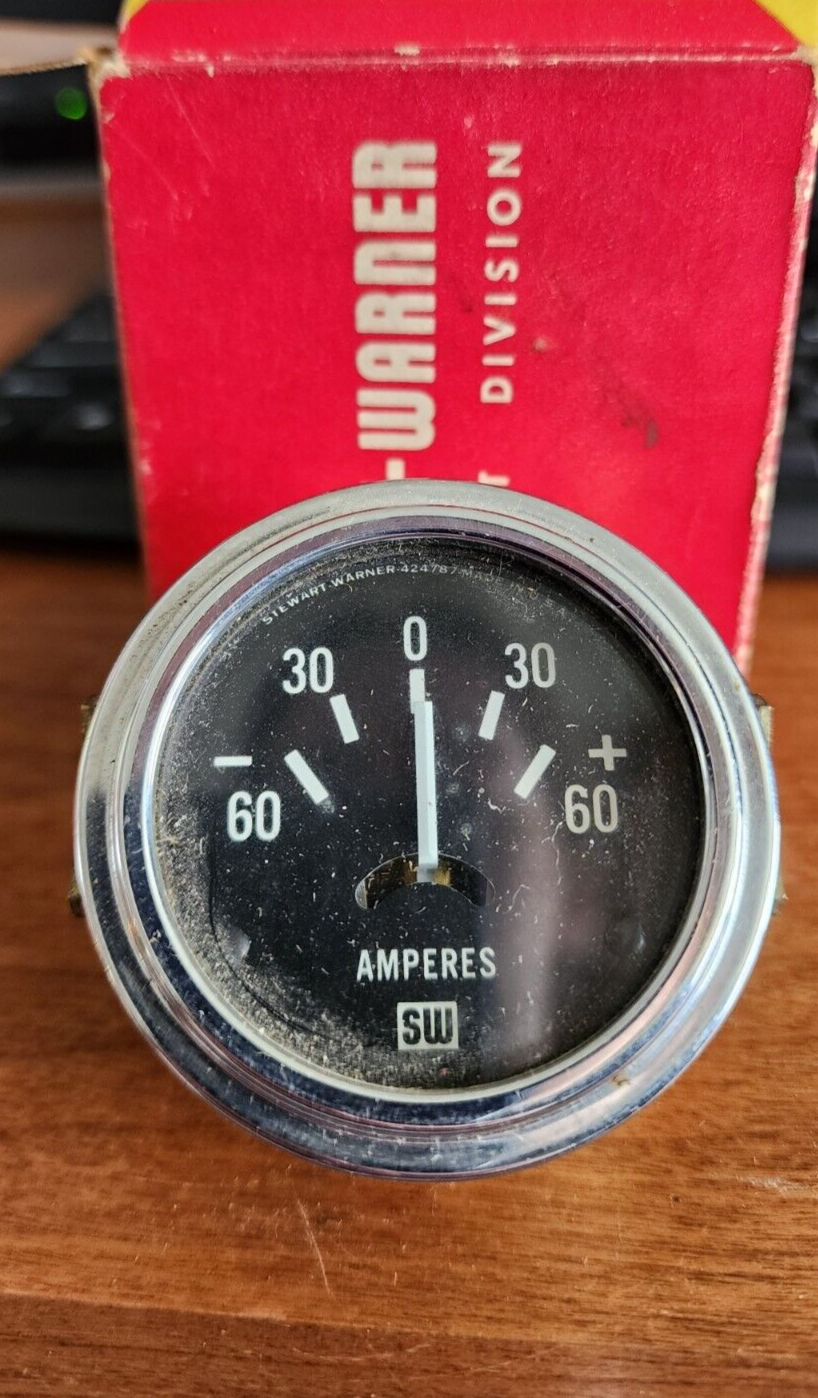 -WARNER
T DIVISION
STEWART-WARNER 424787
0
30 30
- +
60 60
AMPERES
SW